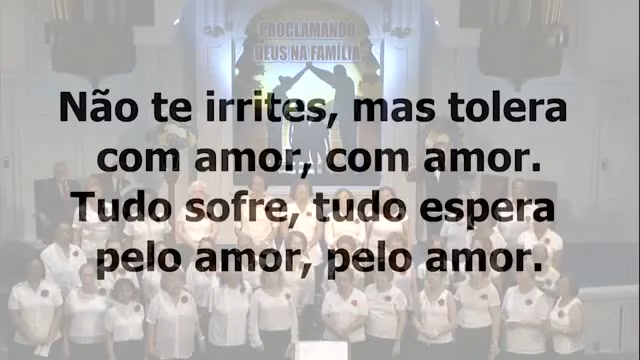 PROCLAMANDO
DEUS NA FAMÍLIA
Não te irrites, mas tolera
com amor, com amor.
Tudo sofre, tudo espera
pelo amor, pelo amor.